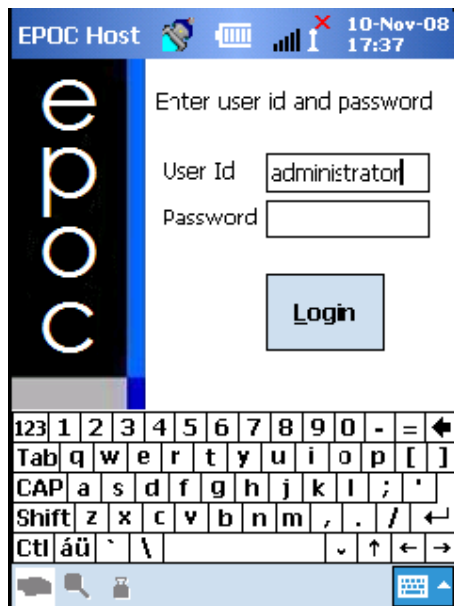 EPOC Host 10-Nov-08
17:37
epoc
Enter user id and password
User Id administrator
Password
Login
123 1 2 3 4 5 6 7 8 9 0 - = 
Tab q w e r t y u i o p [ ]
CAP a s d f g h j k l ; '
Shift z x c v b n m , . /
Ctl áü ` \